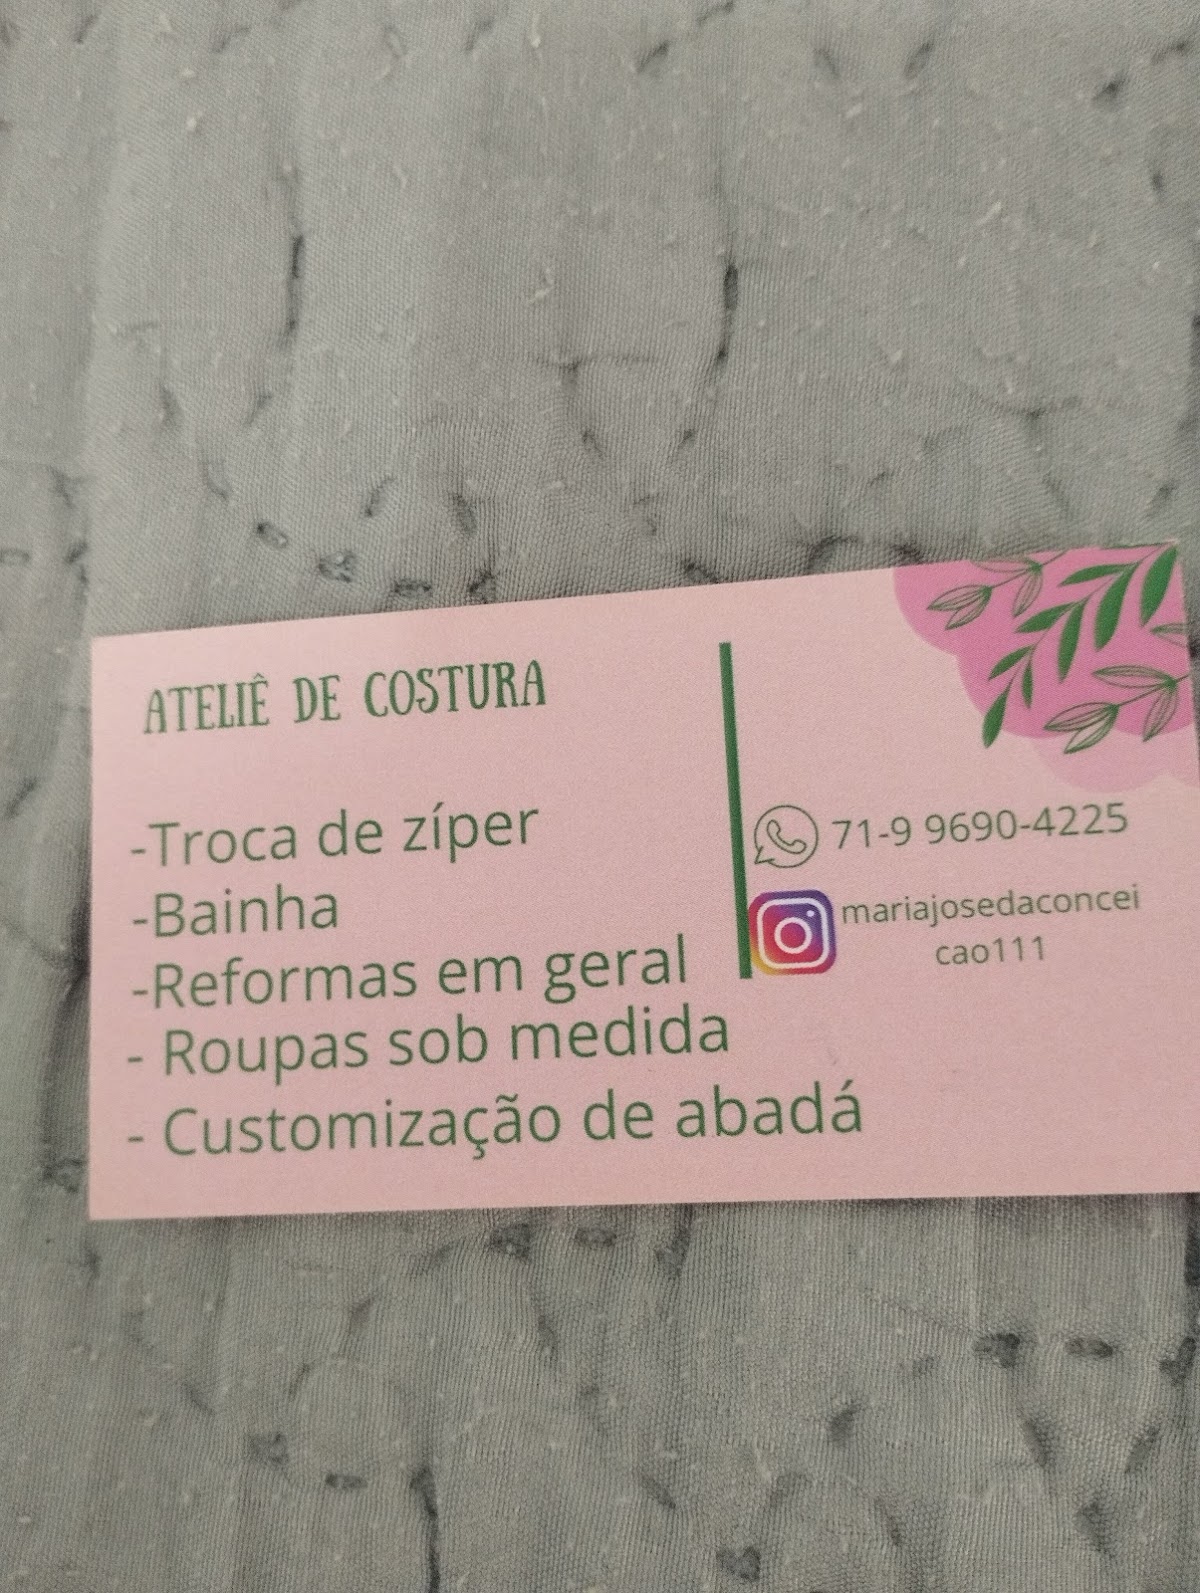 ATELIÊ DE COSTURA
-Troca de zíper
-Bainha
-Reformas em geral
- Roupas sob medida
- Customização de abadá
71-9 9690-4225
mariajosedaconcei
cao111